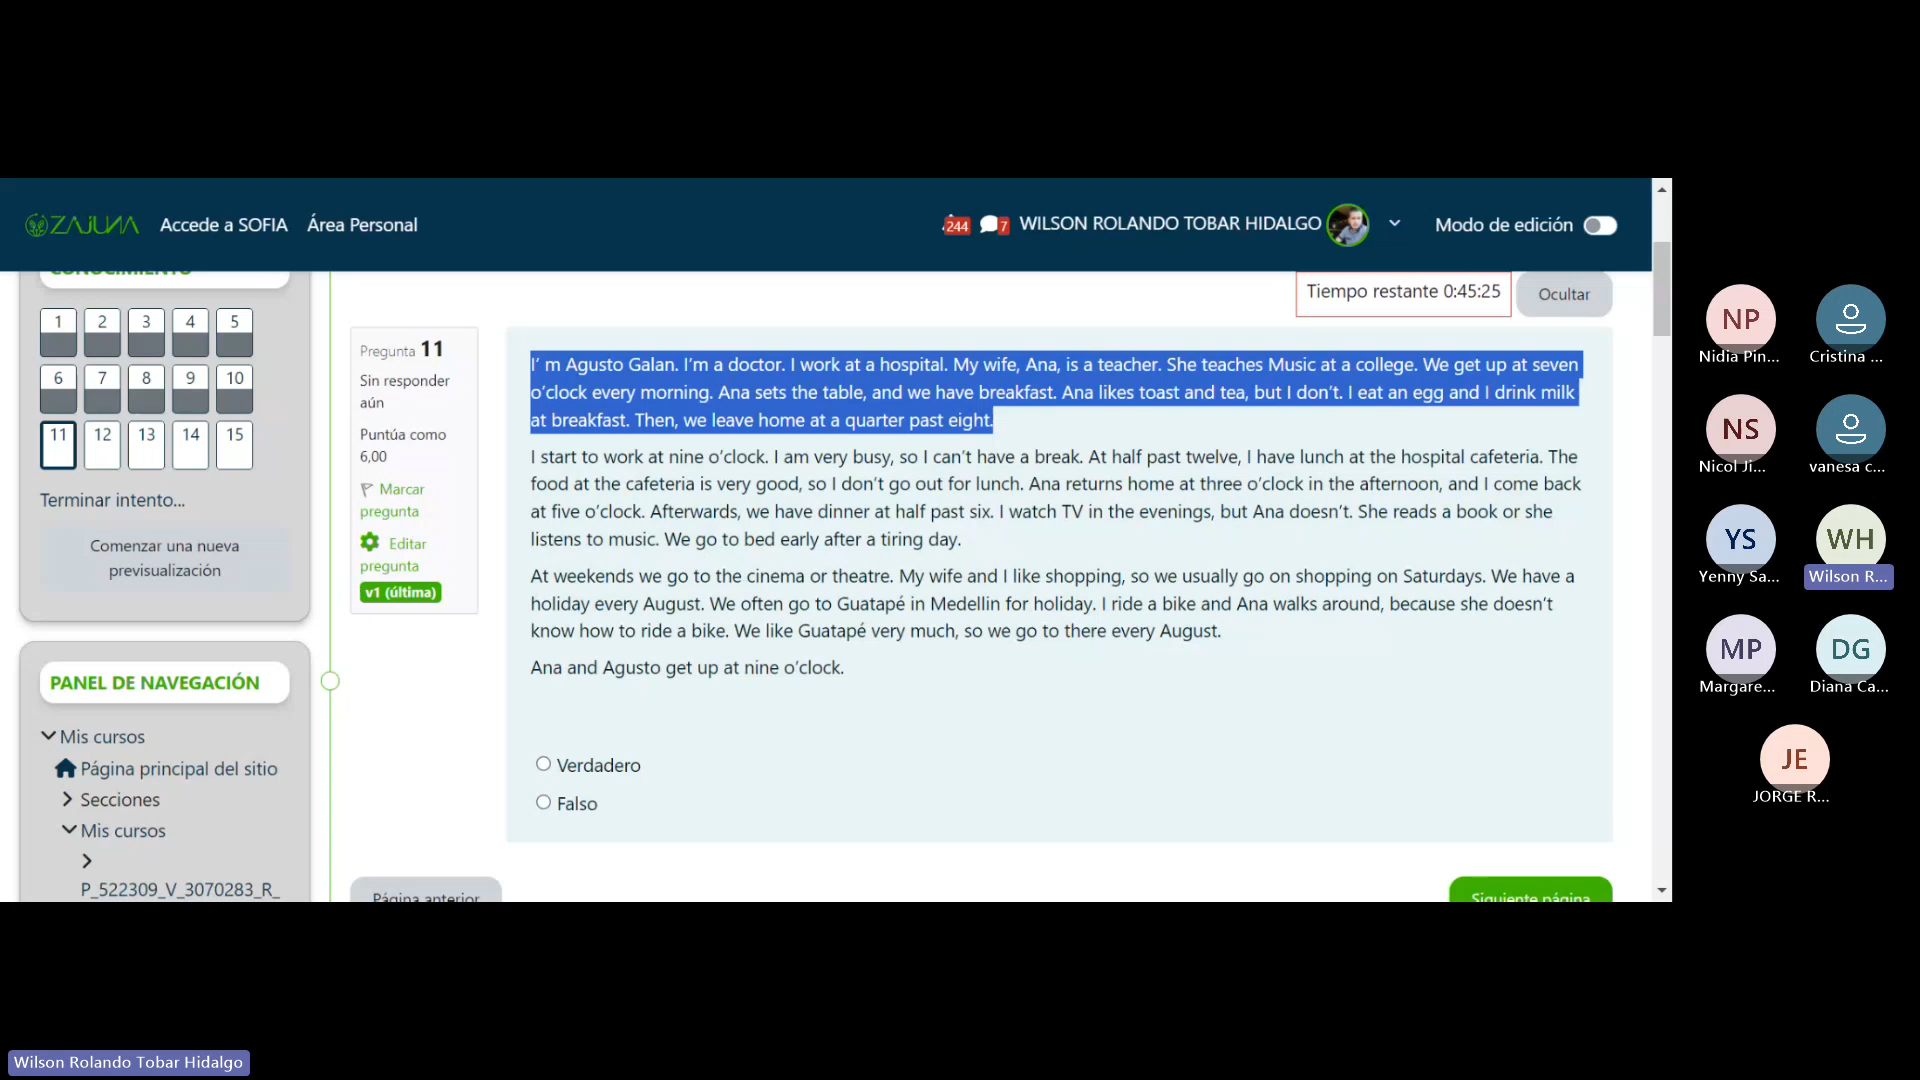 ZAJUNA Accede a SOFIA Área Personal 244 7 WILSON ROLANDO TOBAR HIDALGO Modo de edición
CONOCIMIENTO
1 2 3 4 5
6 7 8 9 10
11 12 13 14 15
Terminar intento...
Comenzar una nueva
previsualización
PANEL DE NAVEGACIÓN
Mis cursos
Página principal del sitio
Secciones
Mis cursos
P_522309_V_3070283_R_
Tiempo restante 0:45:25
Ocultar
Pregunta 11
Sin responder
aún
Puntúa como
6,00
Marcar
pregunta
Editar
pregunta
v1 (última)
I’ m Agusto Galan. I’m a doctor. I work at a hospital. My wife, Ana, is a teacher. She teaches Music at a college. We get up at seven
o’clock every morning. Ana sets the table, and we have breakfast. Ana likes toast and tea, but I don’t. I eat an egg and I drink milk
at breakfast. Then, we leave home at a quarter past eight.
I start to work at nine o’clock. I am very busy, so I can’t have a break. At half past twelve, I have lunch at the hospital cafeteria. The
food at the cafeteria is very good, so I don’t go out for lunch. Ana returns home at three o’clock in the afternoon, and I come back
at five o’clock. Afterwards, we have dinner at half past six. I watch TV in the evenings, but Ana doesn’t. She reads a book or she
listens to music. We go to bed early after a tiring day.
At weekends we go to the cinema or theatre. My wife and I like shopping, so we usually go on shopping on Saturdays. We have a
holiday every August. We often go to Guatapé in Medellin for holiday. I ride a bike and Ana walks around, because she doesn’t
know how to ride a bike. We like Guatapé very much, so we go to there every August.
Ana and Agusto get up at nine o’clock.
Verdadero
Falso
Página anterior
Siguiente página
NP
Nidia Pin...
Cristina ...
NS
Nicol Ji...
vanesa c...
YS
Yenny Sa...
WH
Wilson R...
MP
Margare...
DG
Diana Ca...
JE
JORGE R...
Wilson Rolando Tobar Hidalgo